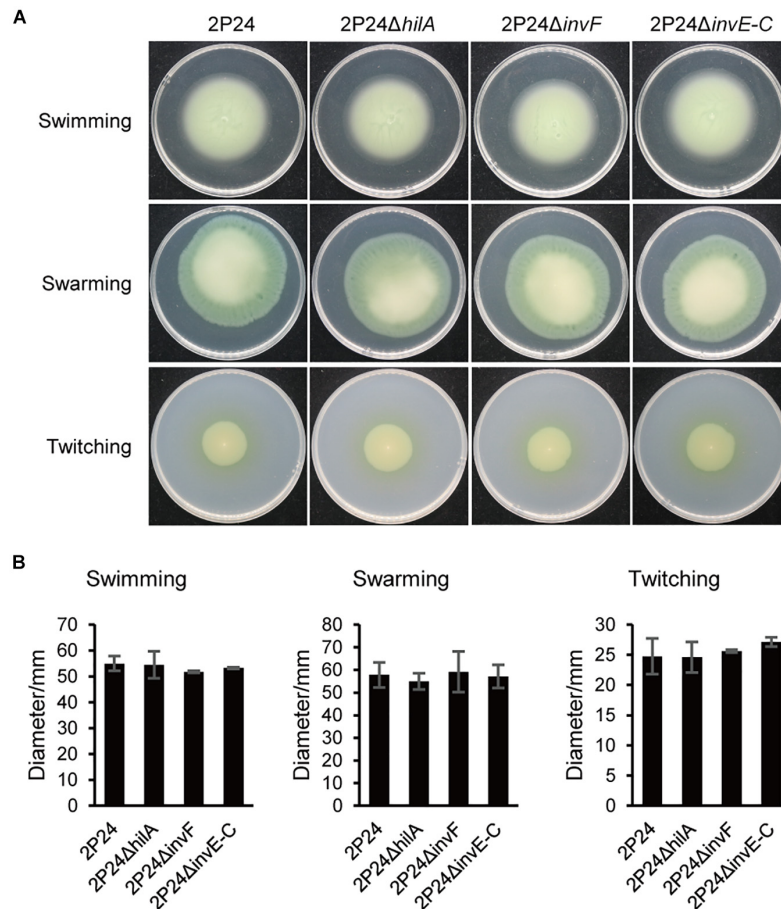 A
2P24 2P24ΔhilA 2P24ΔinvF 2P24ΔinvE-C
Swimming
Swarming
Twitching
B
Swimming
Diameter/mm
70
60
50
40
30
20
10
0
2P24
2P24ΔhilA
2P24ΔinvF
2P24ΔinvE-C
Swarming
Diameter/mm
80
70
60
50
40
30
20
10
0
2P24
2P24ΔhilA
2P24ΔinvF
2P24ΔinvE-C
Twitching
Diameter/mm
30
25
20
15
10
5
0
2P24
2P24ΔhilA
2P24ΔinvF
2P24ΔinvE-C